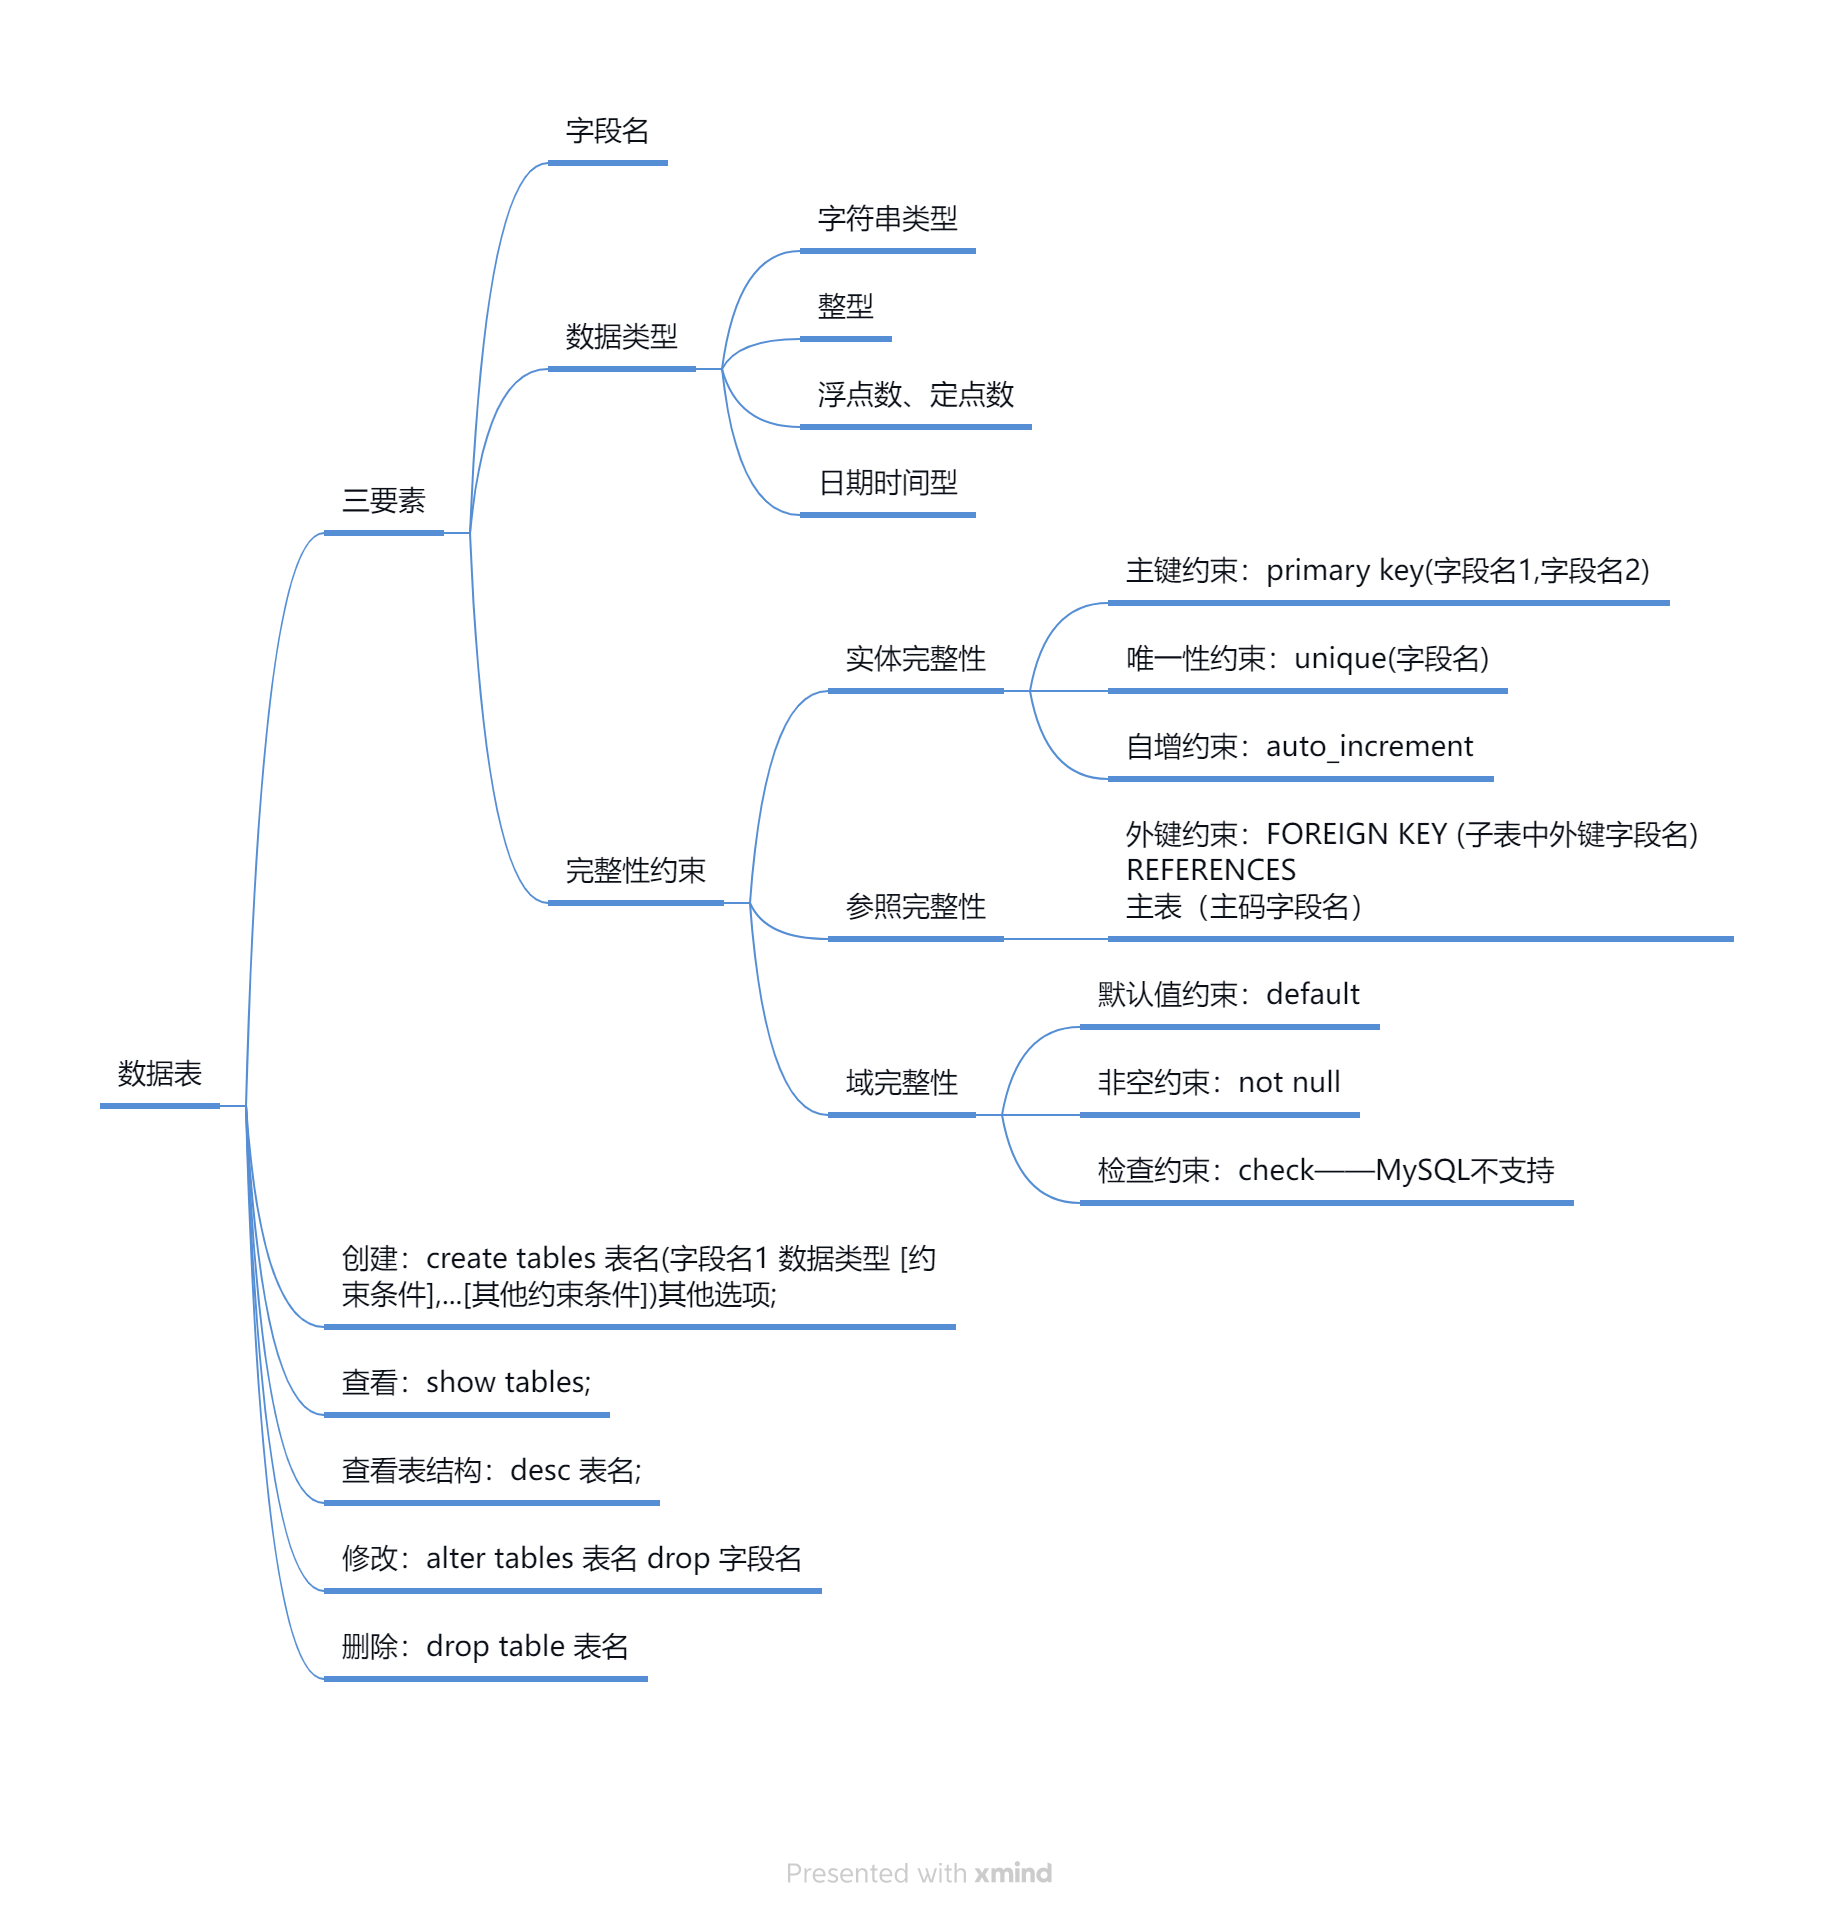 字段名
字符串类型
整型
数据类型
浮点数、定点数
日期时间型
三要素
主键约束：primary key(字段名1,字段名2)
实体完整性
唯一性约束：unique(字段名)
自增约束：auto_increment
外键约束：FOREIGN KEY (子表中外键字段名)
REFERENCES
主表（主码字段名）
完整性约束
参照完整性
默认值约束：default
数据表
域完整性
非空约束：not null
检查约束：check——MySQL不支持
创建：create tables 表名(字段名1 数据类型 [约
束条件],...[其他约束条件])其他选项;
查看：show tables;
查看表结构：desc 表名;
修改：alter tables 表名 drop 字段名
删除：drop table 表名
Presented with xmind